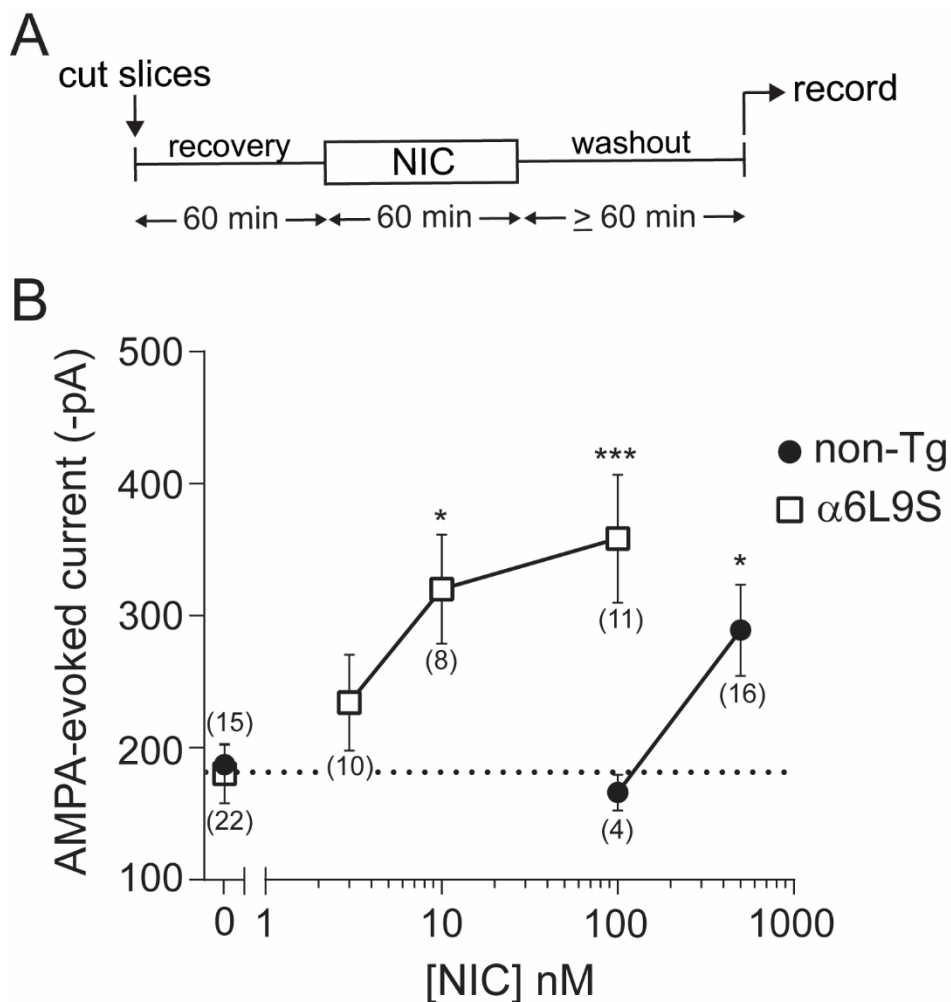 A
cut slices
record
recovery
NIC
washout
60 min
60 min
≥ 60 min
B
AMPA-evoked current (-pA)
500
400
300
200
100
***
*
*
non-Tg
α6L9S
(15)
(22)
(10)
(8)
(11)
(4)
(16)
0
1
10
100
1000
[NIC] nM